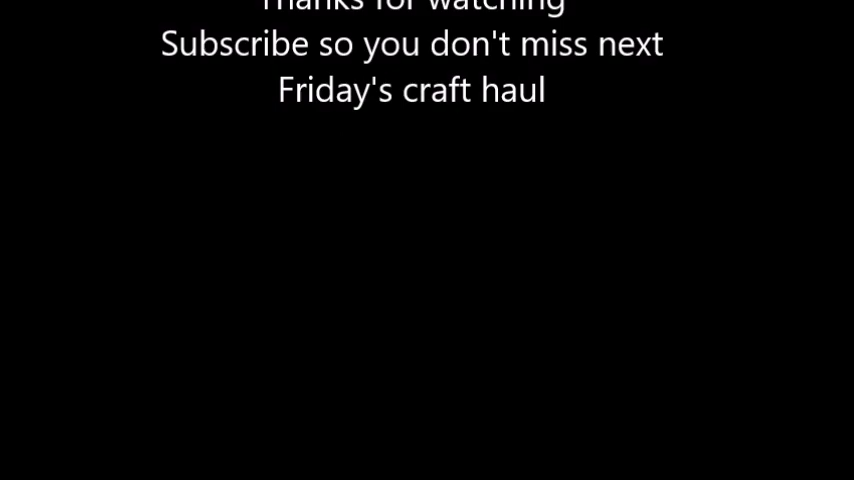 Thanks for watching
Subscribe so you don't miss next
Friday's craft haul